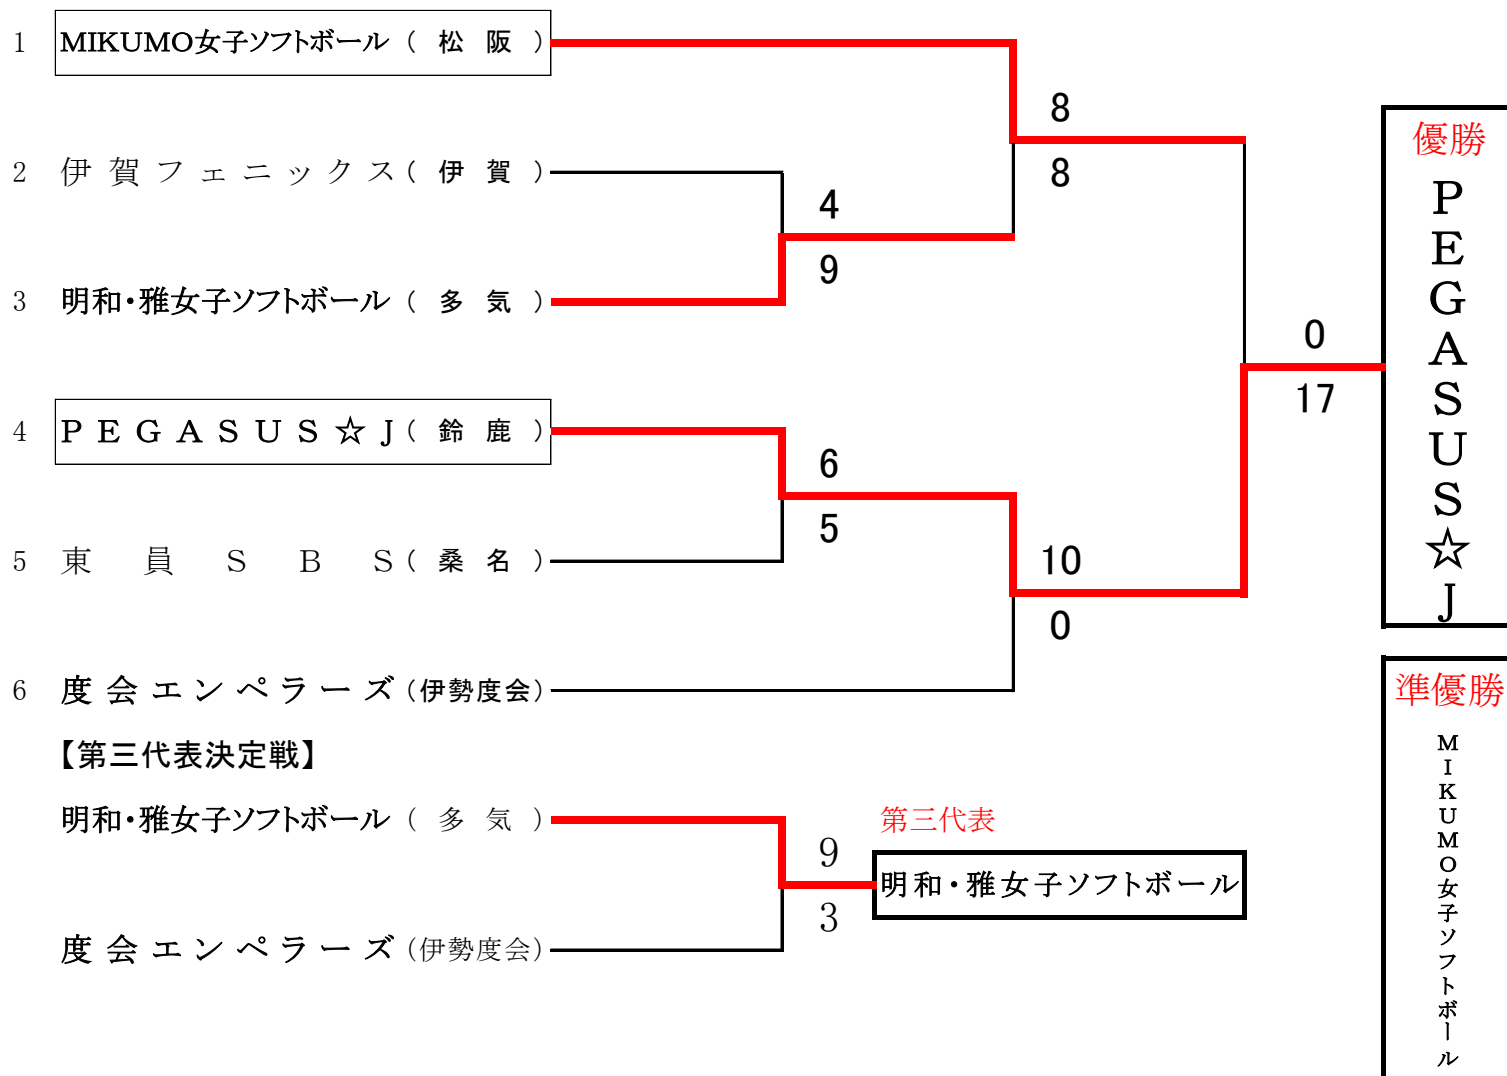 1 MIKUMO女子ソフトボール ( 松 阪 )
8
8
2 伊賀フェニックス ( 伊 賀 )
4
9
3 明和・雅女子ソフトボール ( 多 気 )
0
17
4 PEGASUS☆J ( 鈴 鹿 )
6
5
5 東員SBS ( 桑 名 )
10
0
6 度会エンペラーズ (伊勢度会)
優勝
PEGASUS☆J
準優勝
MIKUMO女子ソフトボール
【第三代表決定戦】
明和・雅女子ソフトボール ( 多 気 )
9
3
度会エンペラーズ (伊勢度会)
第三代表
明和・雅女子ソフトボール